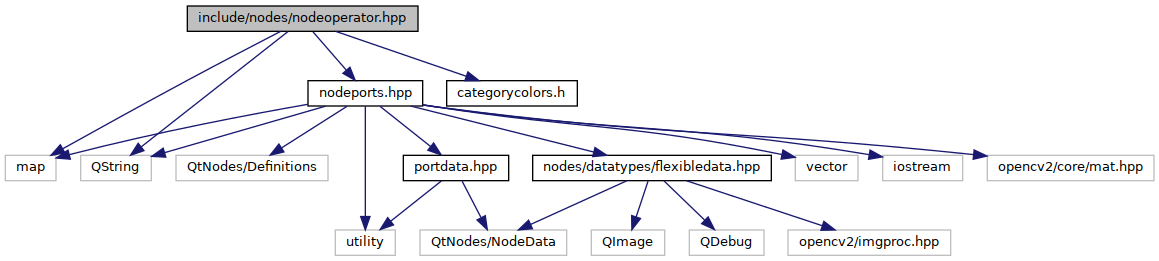 include/nodes/nodeoperator.hpp
nodeports.hpp
categorycolors.h
map
QString
QtNodes/Definitions
portdata.hpp
nodes/datatypes/flexibledata.hpp
vector
iostream
opencv2/core/mat.hpp
utility
QtNodes/NodeData
QImage
QDebug
opencv2/imgproc.hpp